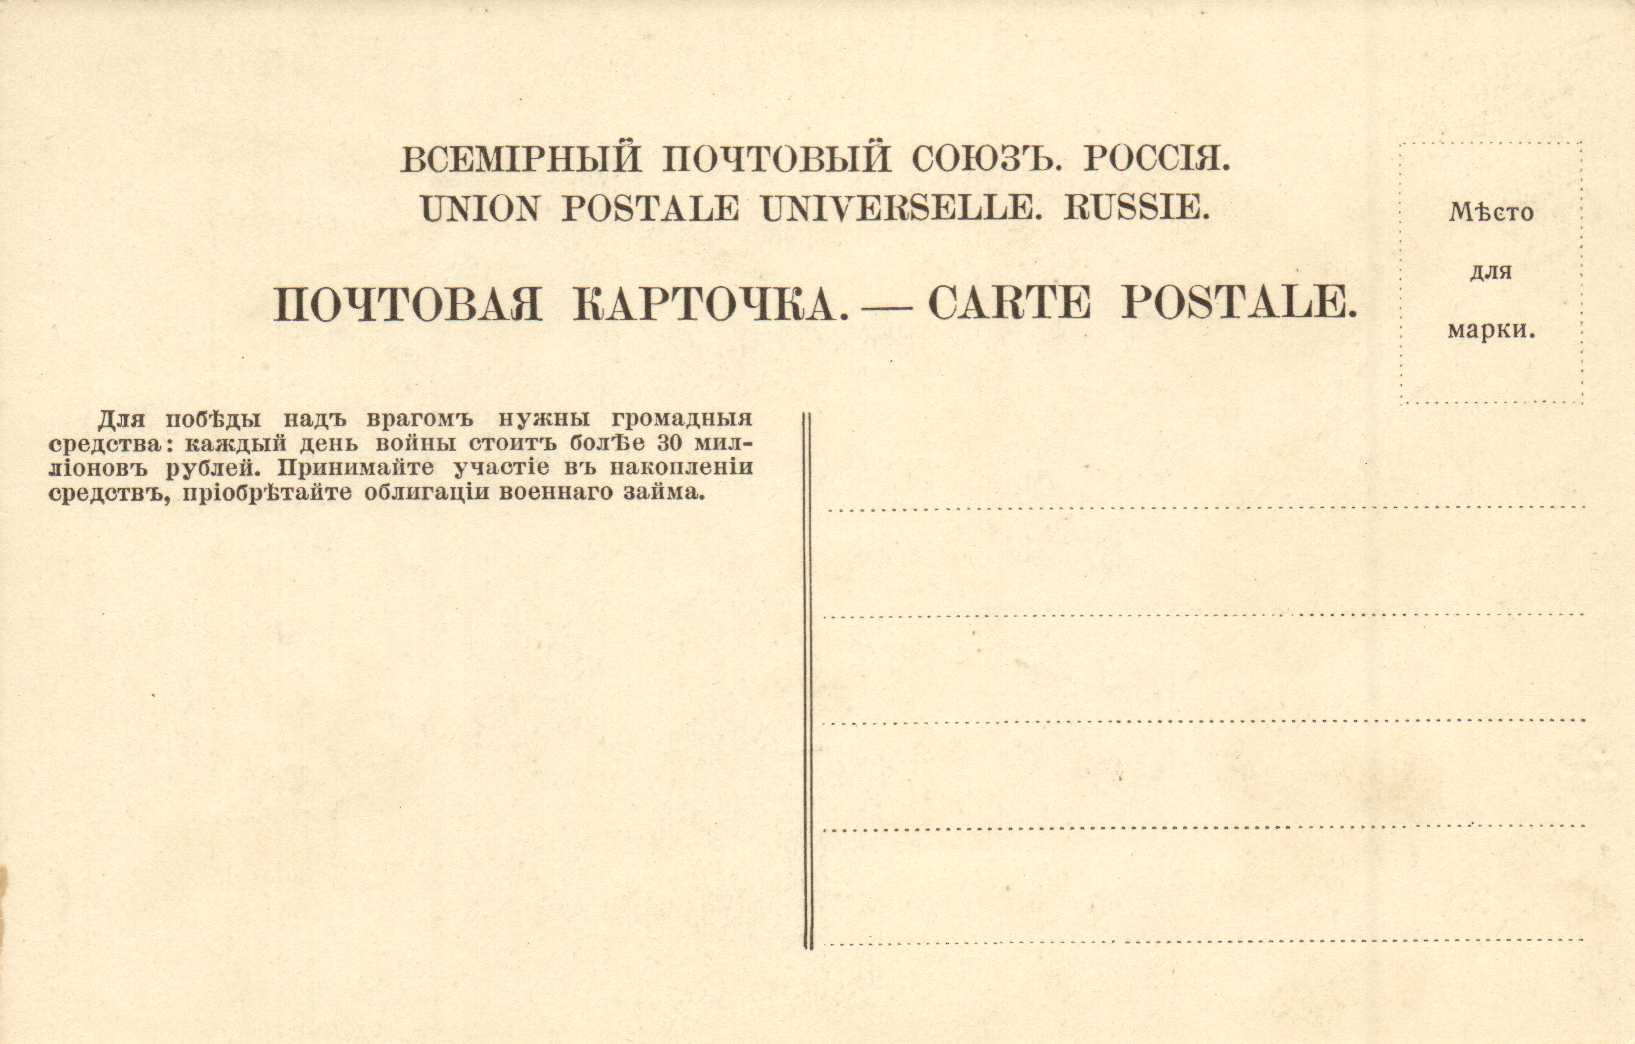 ВСЕМІРНЫЙ ПОЧТОВЫЙ СОЮЗЪ. РОССІЯ.
UNION POSTALE UNIVERSELLE. RUSSIE.
ПОЧТОВАЯ КАРТОЧКА. — CARTE POSTALE.
Мѣсто
для
марки.
Для побѣды надъ врагомъ нужны громадныя
средства: каждый день войны стоитъ болѣе 30 мил-
ліоновъ рублей. Принимайте участіе въ накопленіи
средствъ, пріобрѣтайте облигаціи военнаго займа.